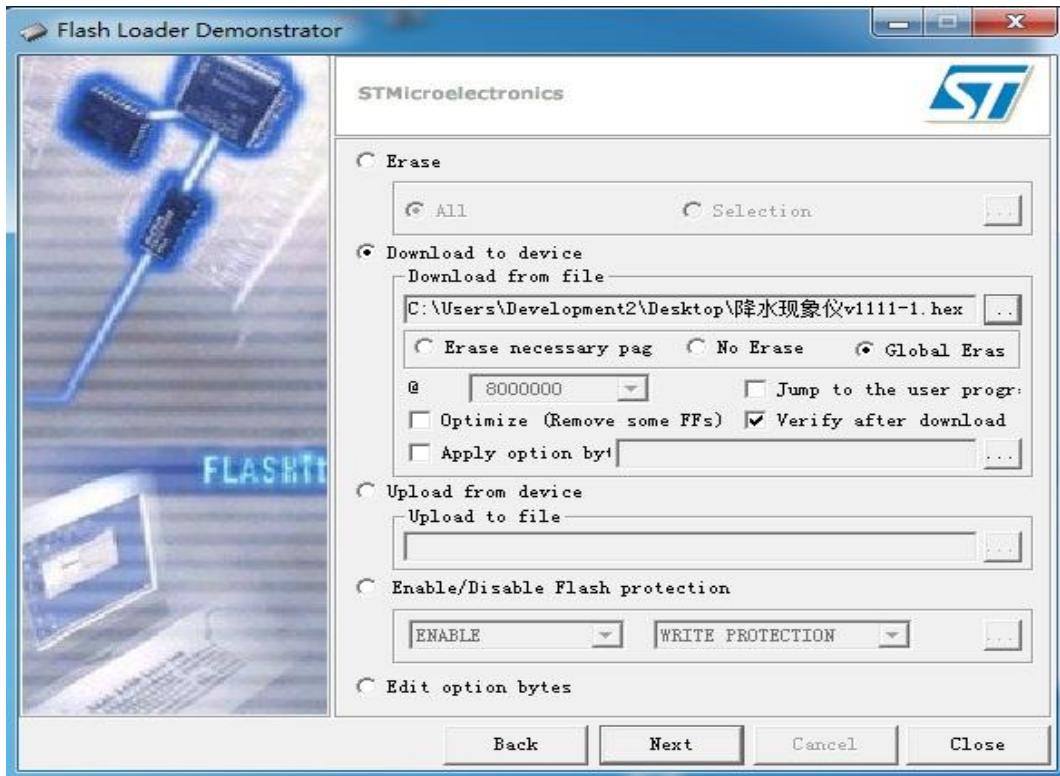 Flash Loader Demonstrator
STMicroelectronics
ST
Erase
All
Selection
...
Download to device
Download from file
C:\Users\Development2\Desktop\降水现象仪v1111-1.hex
..
Erase necessary pag
No Erase
Global Eras
@
8000000
Jump to the user progr
Optimize (Remove some FFs)
Verify after download
Apply option byt
...
Upload from device
Upload to file
...
Enable/Disable Flash protection
ENABLE
WRITE PROTECTION
...
Edit option bytes
FLASHit
Back
Next
Cancel
Close